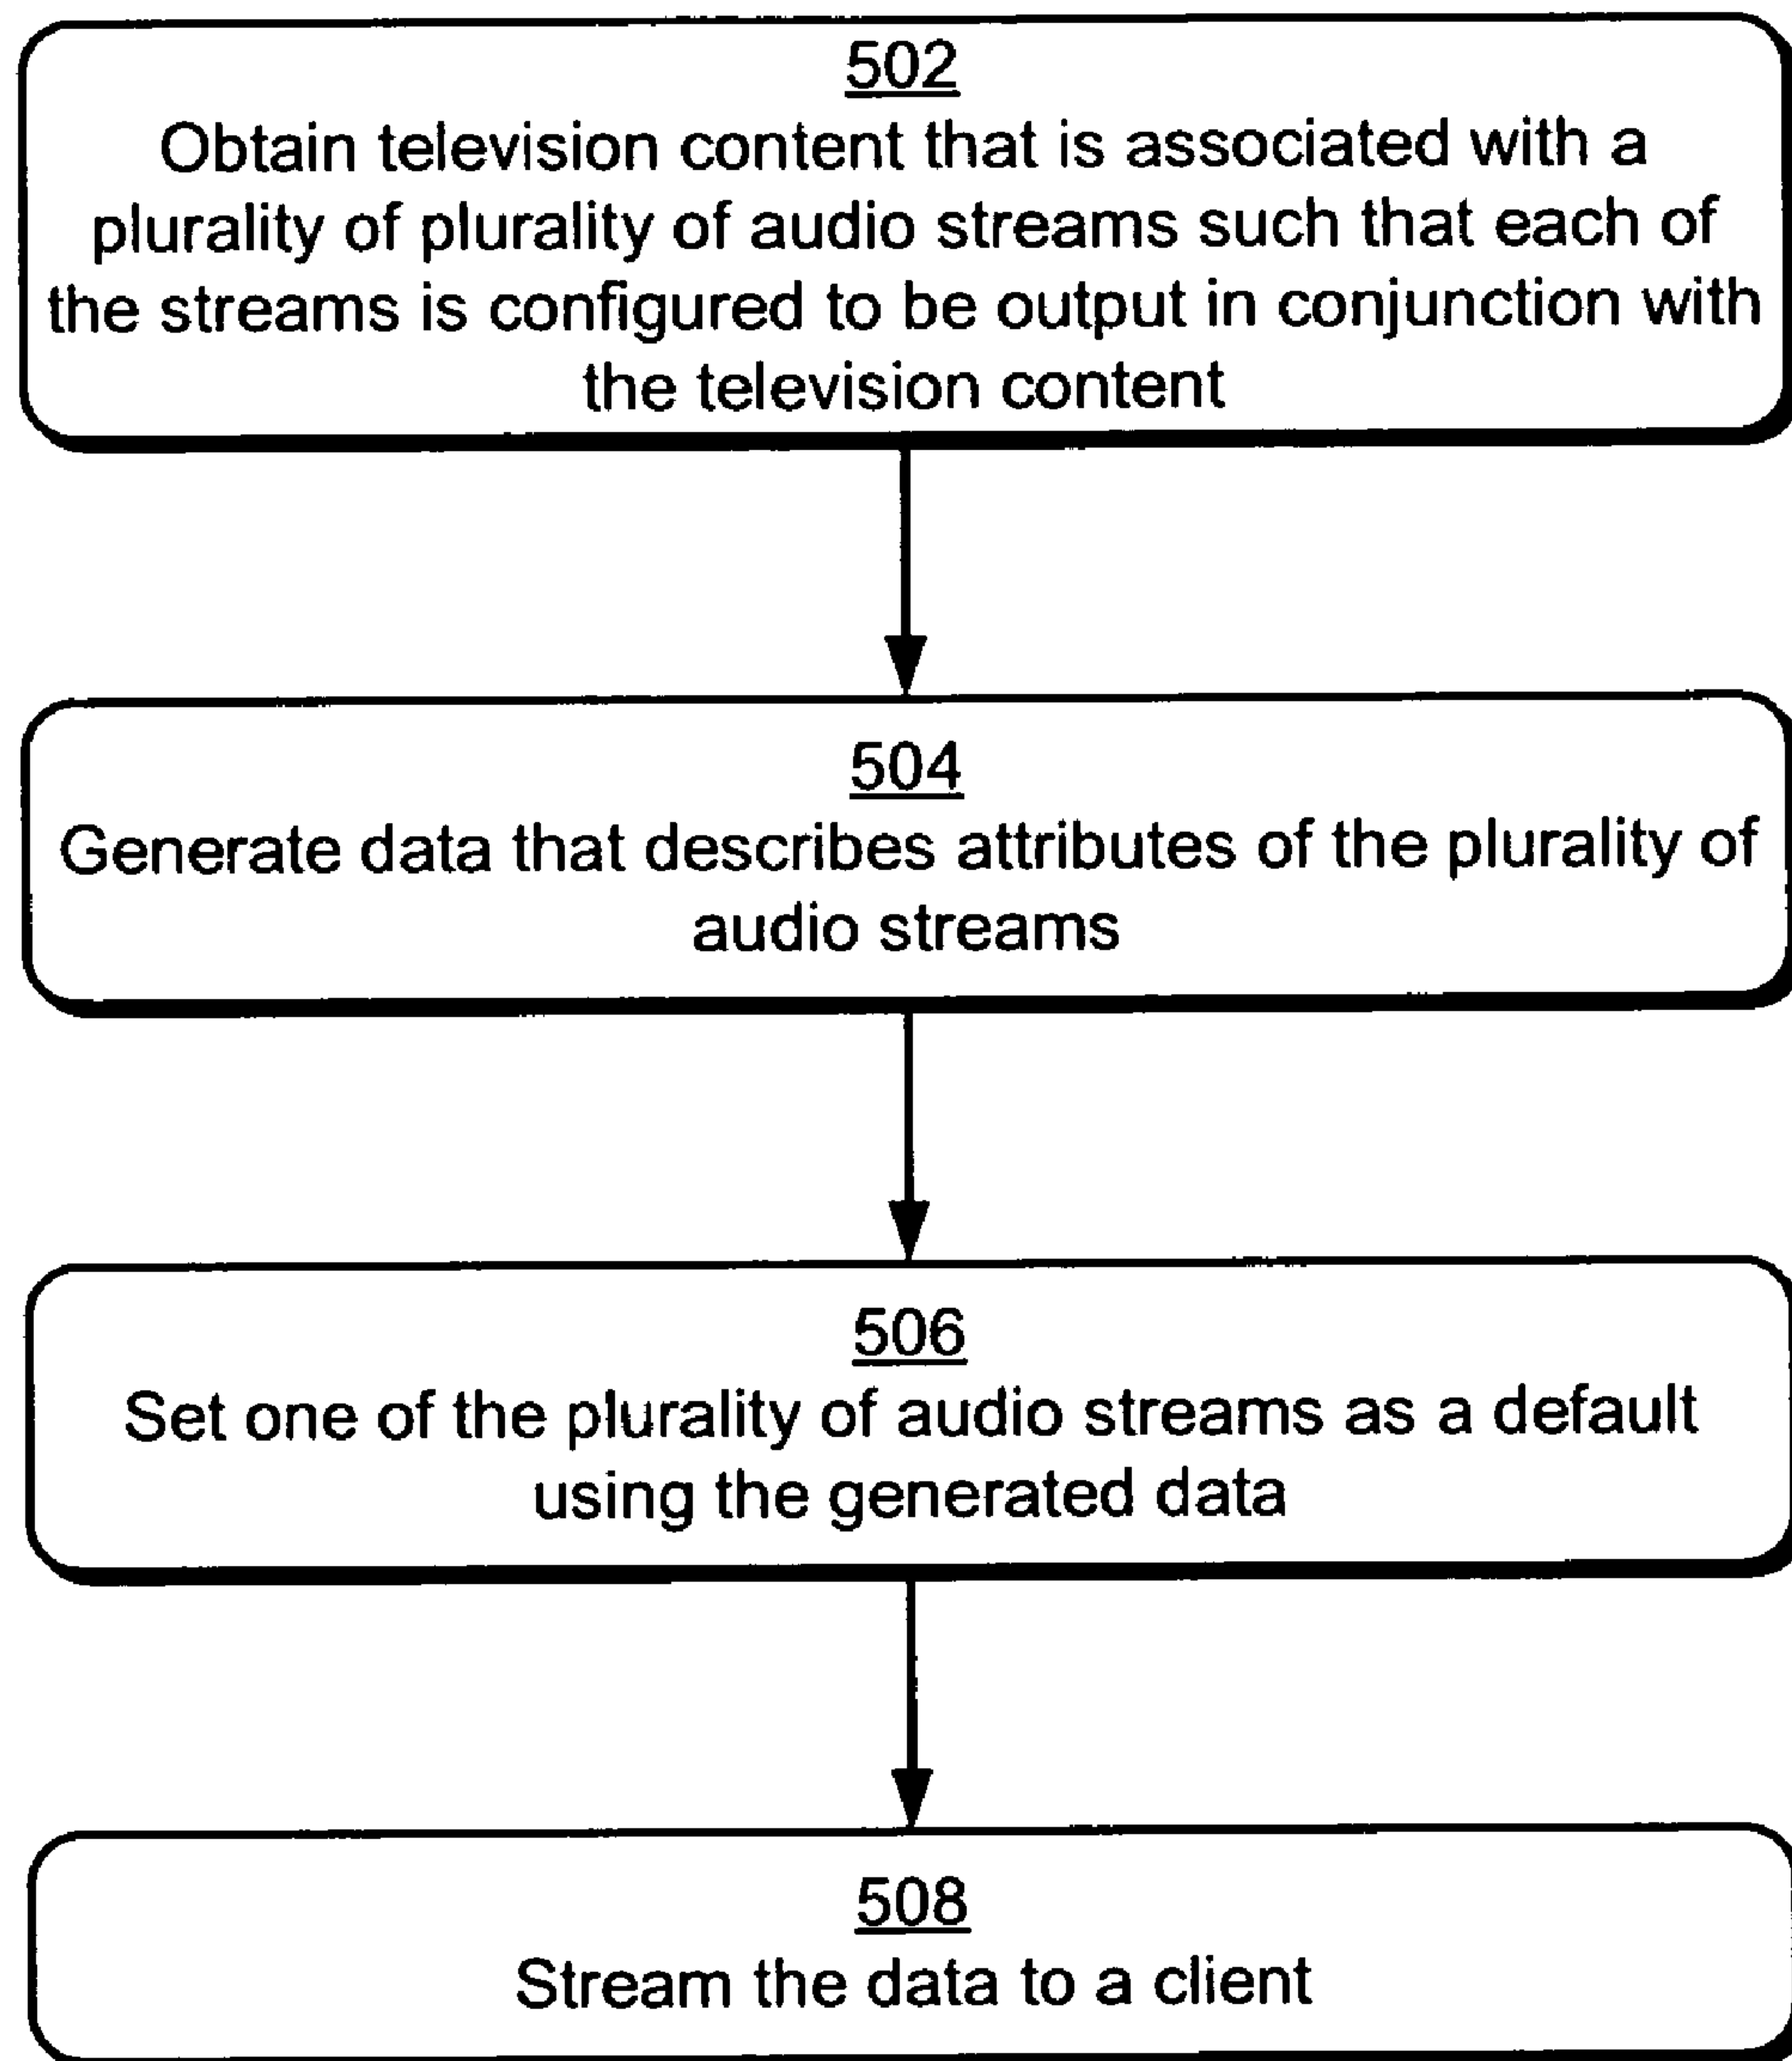 502
Obtain television content that is associated with a
plurality of plurality of audio streams such that each of
the streams is configured to be output in conjunction with
the television content
504
Generate data that describes attributes of the plurality of
audio streams
506
Set one of the plurality of audio streams as a default
using the generated data
508
Stream the data to a client